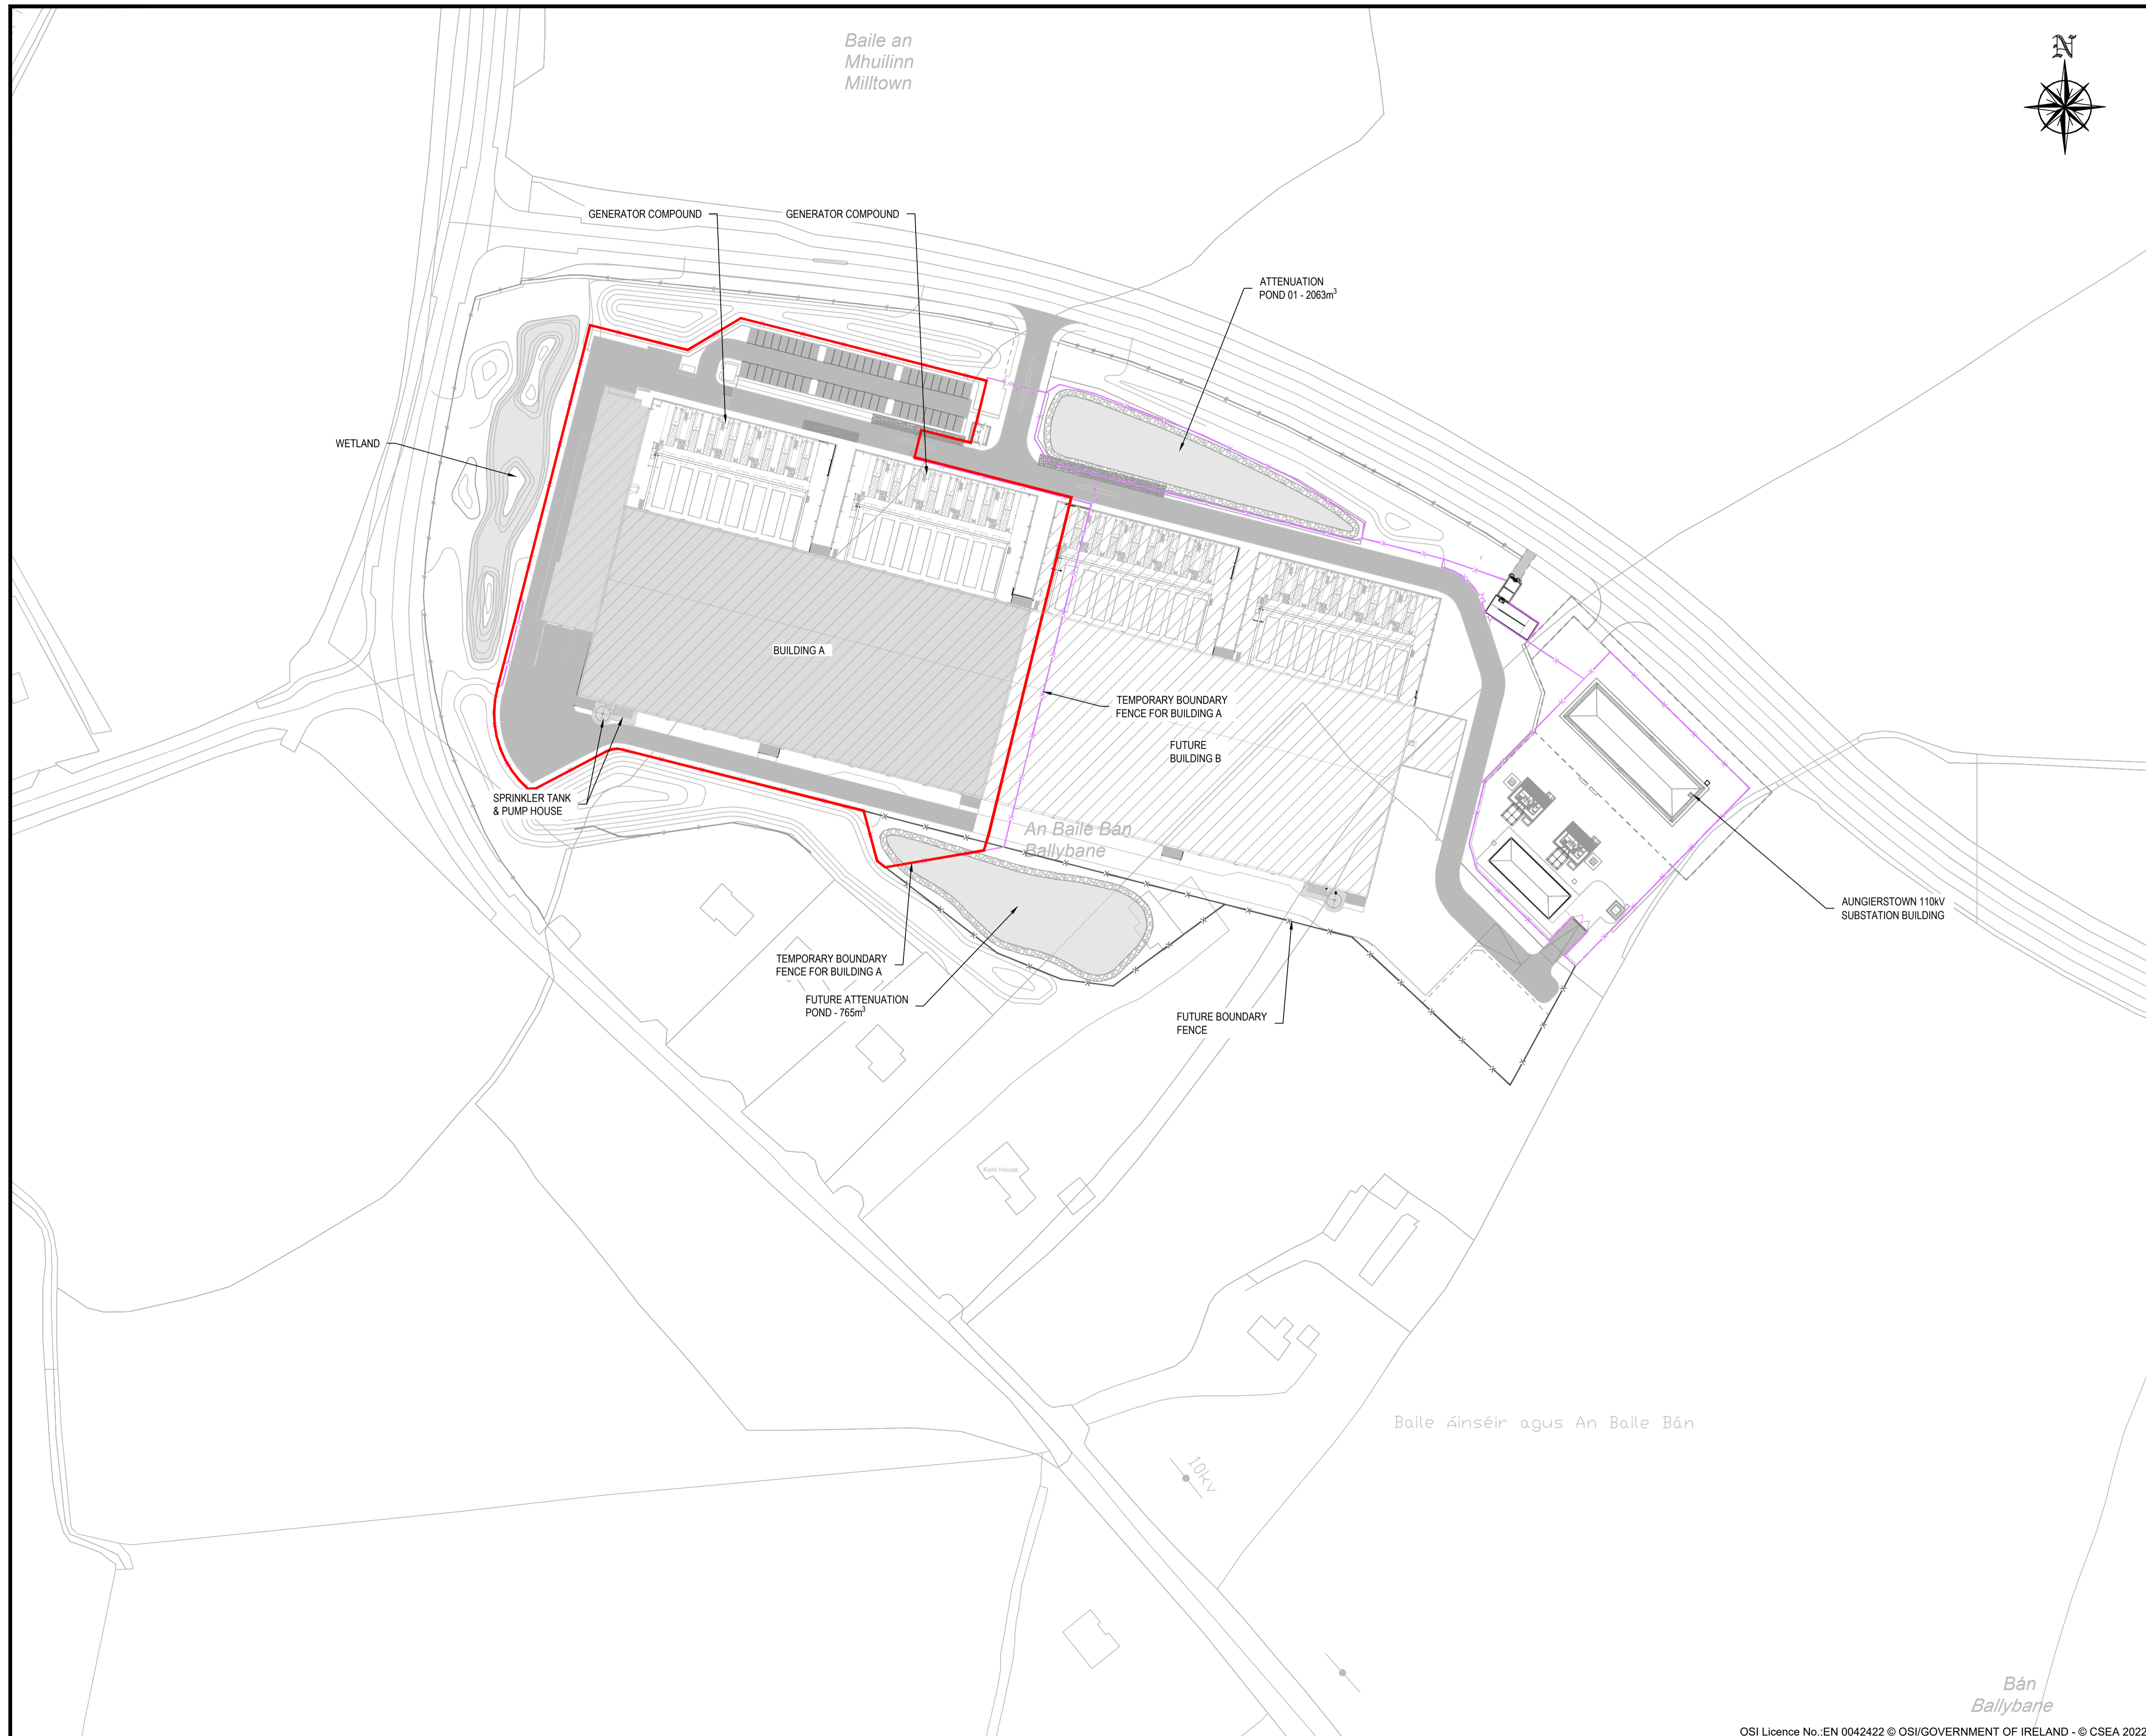 Baile an
Mhuilinn
Milltown
N
GENERATOR COMPOUND
GENERATOR COMPOUND
ATTENUATION
POND 01 - 2063m³
WETLAND
BUILDING A
TEMPORARY BOUNDARY
FENCE FOR BUILDING A
FUTURE
BUILDING B
SPRINKLER TANK
& PUMP HOUSE
An Baile Bán
Ballybane
AUNGIERSTOWN 110kV
SUBSTATION BUILDING
TEMPORARY BOUNDARY
FENCE FOR BUILDING A
FUTURE ATTENUATION
POND - 765m³
FUTURE BOUNDARY
FENCE
Kent House
Baile áinséir agus An Baile Bán
10kv
Bán
Ballybane
OSI Licence No.:EN 0042422 © OSI/GOVERNMENT OF IRELAND - © CSEA 2022